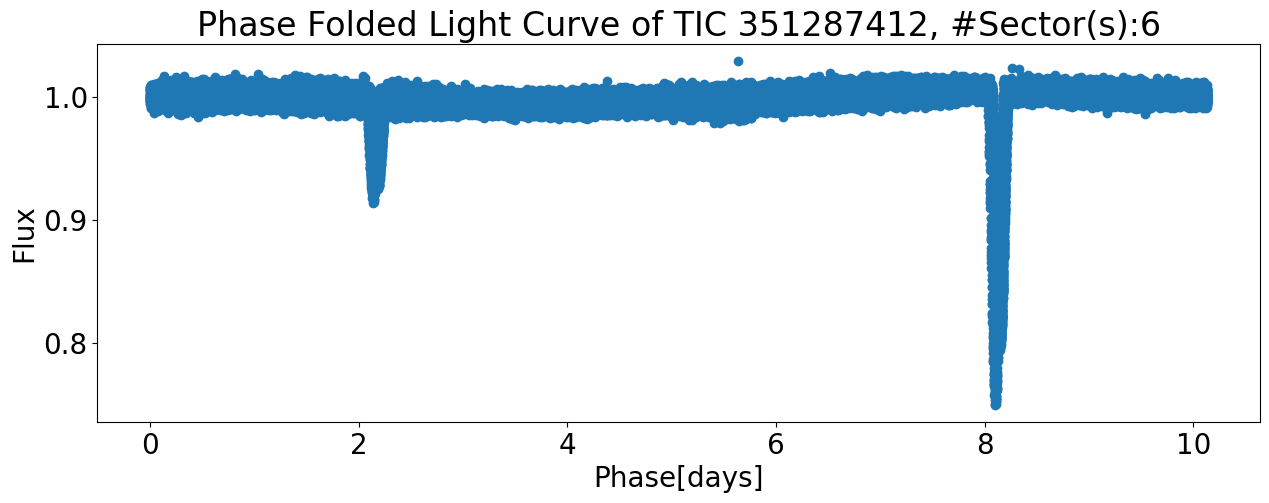 Phase Folded Light Curve of TIC 351287412, #Sector(s):6
1.0
0.9
0.8
Flux
0 2 4 6 8 10
Phase[days]